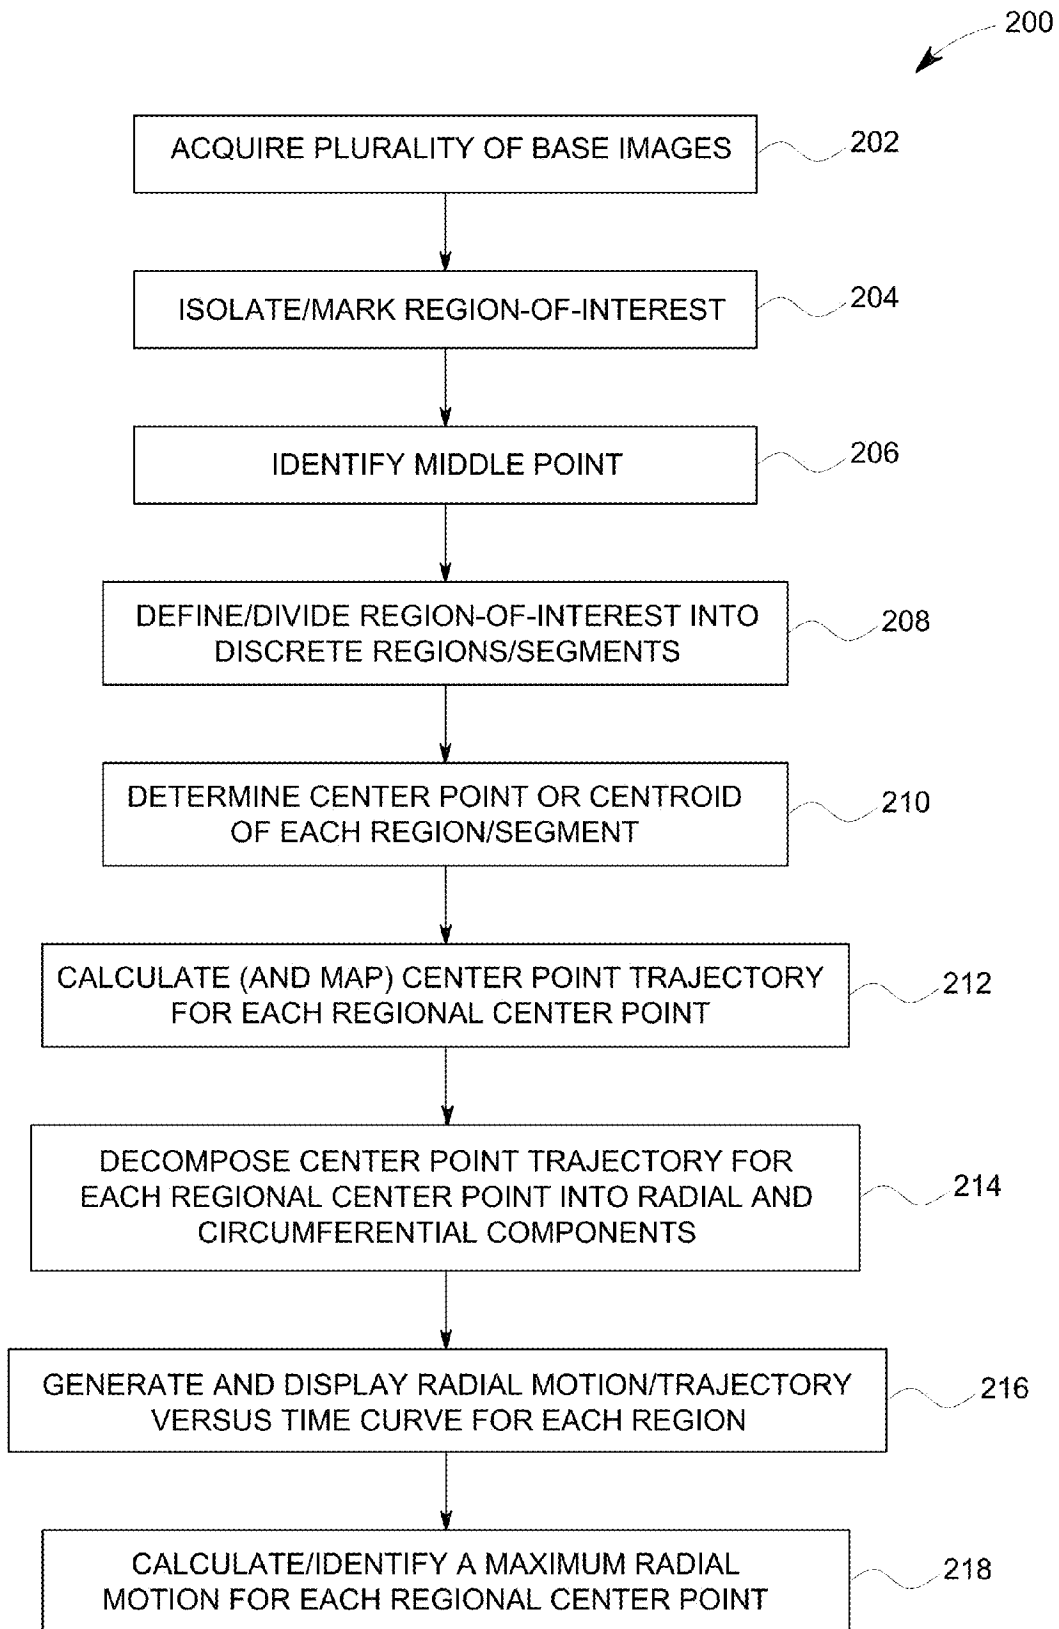 200
ACQUIRE PLURALITY OF BASE IMAGES
202
ISOLATE/MARK REGION-OF-INTEREST
204
IDENTIFY MIDDLE POINT
206
DEFINE/DIVIDE REGION-OF-INTEREST INTO
DISCRETE REGIONS/SEGMENTS
208
DETERMINE CENTER POINT OR CENTROID
OF EACH REGION/SEGMENT
210
CALCULATE (AND MAP) CENTER POINT TRAJECTORY
FOR EACH REGIONAL CENTER POINT
212
DECOMPOSE CENTER POINT TRAJECTORY FOR
EACH REGIONAL CENTER POINT INTO RADIAL AND
CIRCUMFERENTIAL COMPONENTS
214
GENERATE AND DISPLAY RADIAL MOTION/TRAJECTORY
VERSUS TIME CURVE FOR EACH REGION
216
CALCULATE/IDENTIFY A MAXIMUM RADIAL
MOTION FOR EACH REGIONAL CENTER POINT
218